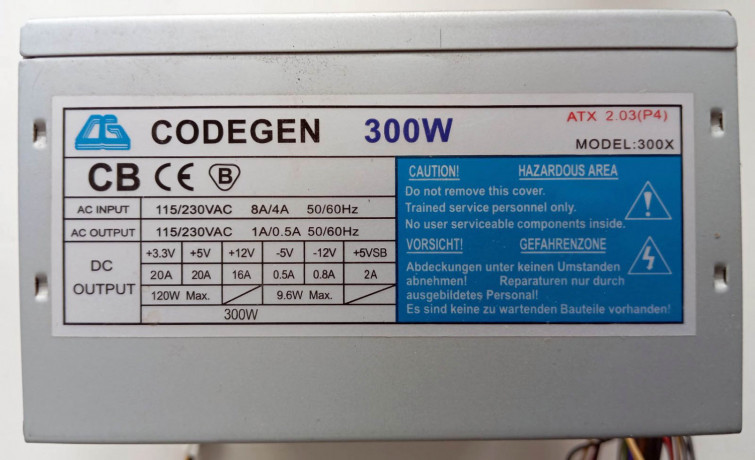 CG CODEGEN 300W ATX 2.03(P4)
MODEL:300X
CB CE B
AC INPUT 115/230VAC 8A/4A 50/60Hz
AC OUTPUT 115/230VAC 1A/0.5A 50/60Hz
DC OUTPUT
+3.3V +5V +12V -5V -12V +5VSB
20A 20A 16A 0.5A 0.8A 2A
120W Max. 9.6W Max.
300W
CAUTION! HAZARDOUS AREA
Do not remove this cover.
Trained service personnel only.
No user serviceable components inside.
VORSICHT! GEFAHRENZONE
Abdeckungen unter keinen Umstanden
abnehmen! Reparaturen nur durch
ausgebildetes Personal!
Es sind keine zu wartenden Bauteile vorhanden!